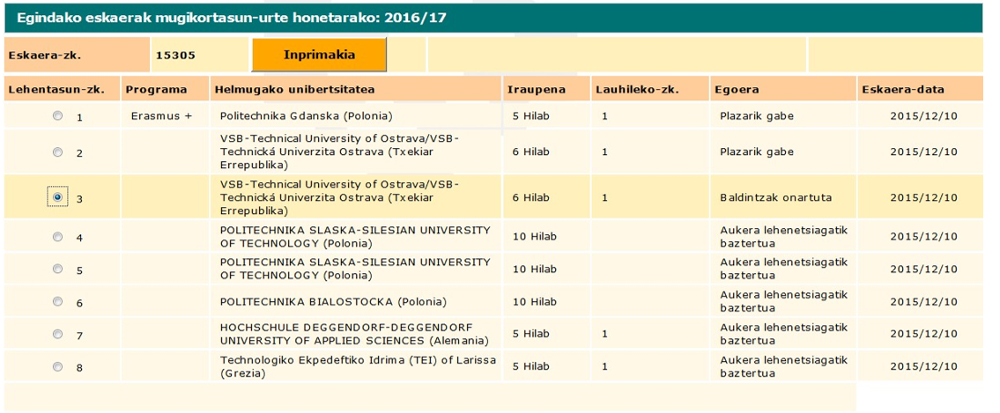 Egindako eskaerak mugikortasun-urte honetarako: 2016/17
Eskaera-zk. 15305 Inprimakia
Lehentasun-zk. Programa Helmugako unibertsitatea Iraupena Lauhileko-zk. Egoera Eskaera-data
1 Erasmus + Politechnika Gdanska (Polonia) 5 Hilab 1 Plazarik gabe 2015/12/10
VSB-Technical University of Ostrava/VSB-
2 Technická Univerzita Ostrava (Txekiar 6 Hilab 1 Plazarik gabe 2015/12/10
Errepublika)
VSB-Technical University of Ostrava/VSB-
3 Technická Univerzita Ostrava (Txekiar 6 Hilab 1 Baldintzak onartuta 2015/12/10
Errepublika)
4 POLITECHNIKA SLASKA-SILESIAN UNIVERSITY 10 Hilab Aukera lehenetsiagatik 2015/12/10
OF TECHNOLOGY (Polonia) baztertua
5 POLITECHNIKA SLASKA-SILESIAN UNIVERSITY 10 Hilab Aukera lehenetsiagatik 2015/12/10
OF TECHNOLOGY (Polonia) baztertua
6 POLITECHNIKA BIALOSTOCKA (Polonia) 10 Hilab Aukera lehenetsiagatik 2015/12/10
baztertua
7 HOCHSCHULE DEGGENDORF-DEGGENDORF 5 Hilab 1 Aukera lehenetsiagatik 2015/12/10
UNIVERSITY OF APPLIED SCIENCES (Alemania) baztertua
8 Technologiko Ekpedeftiko Idrima (TEI) of Larissa 5 Hilab 1 Aukera lehenetsiagatik 2015/12/10
(Grezia) baztertua